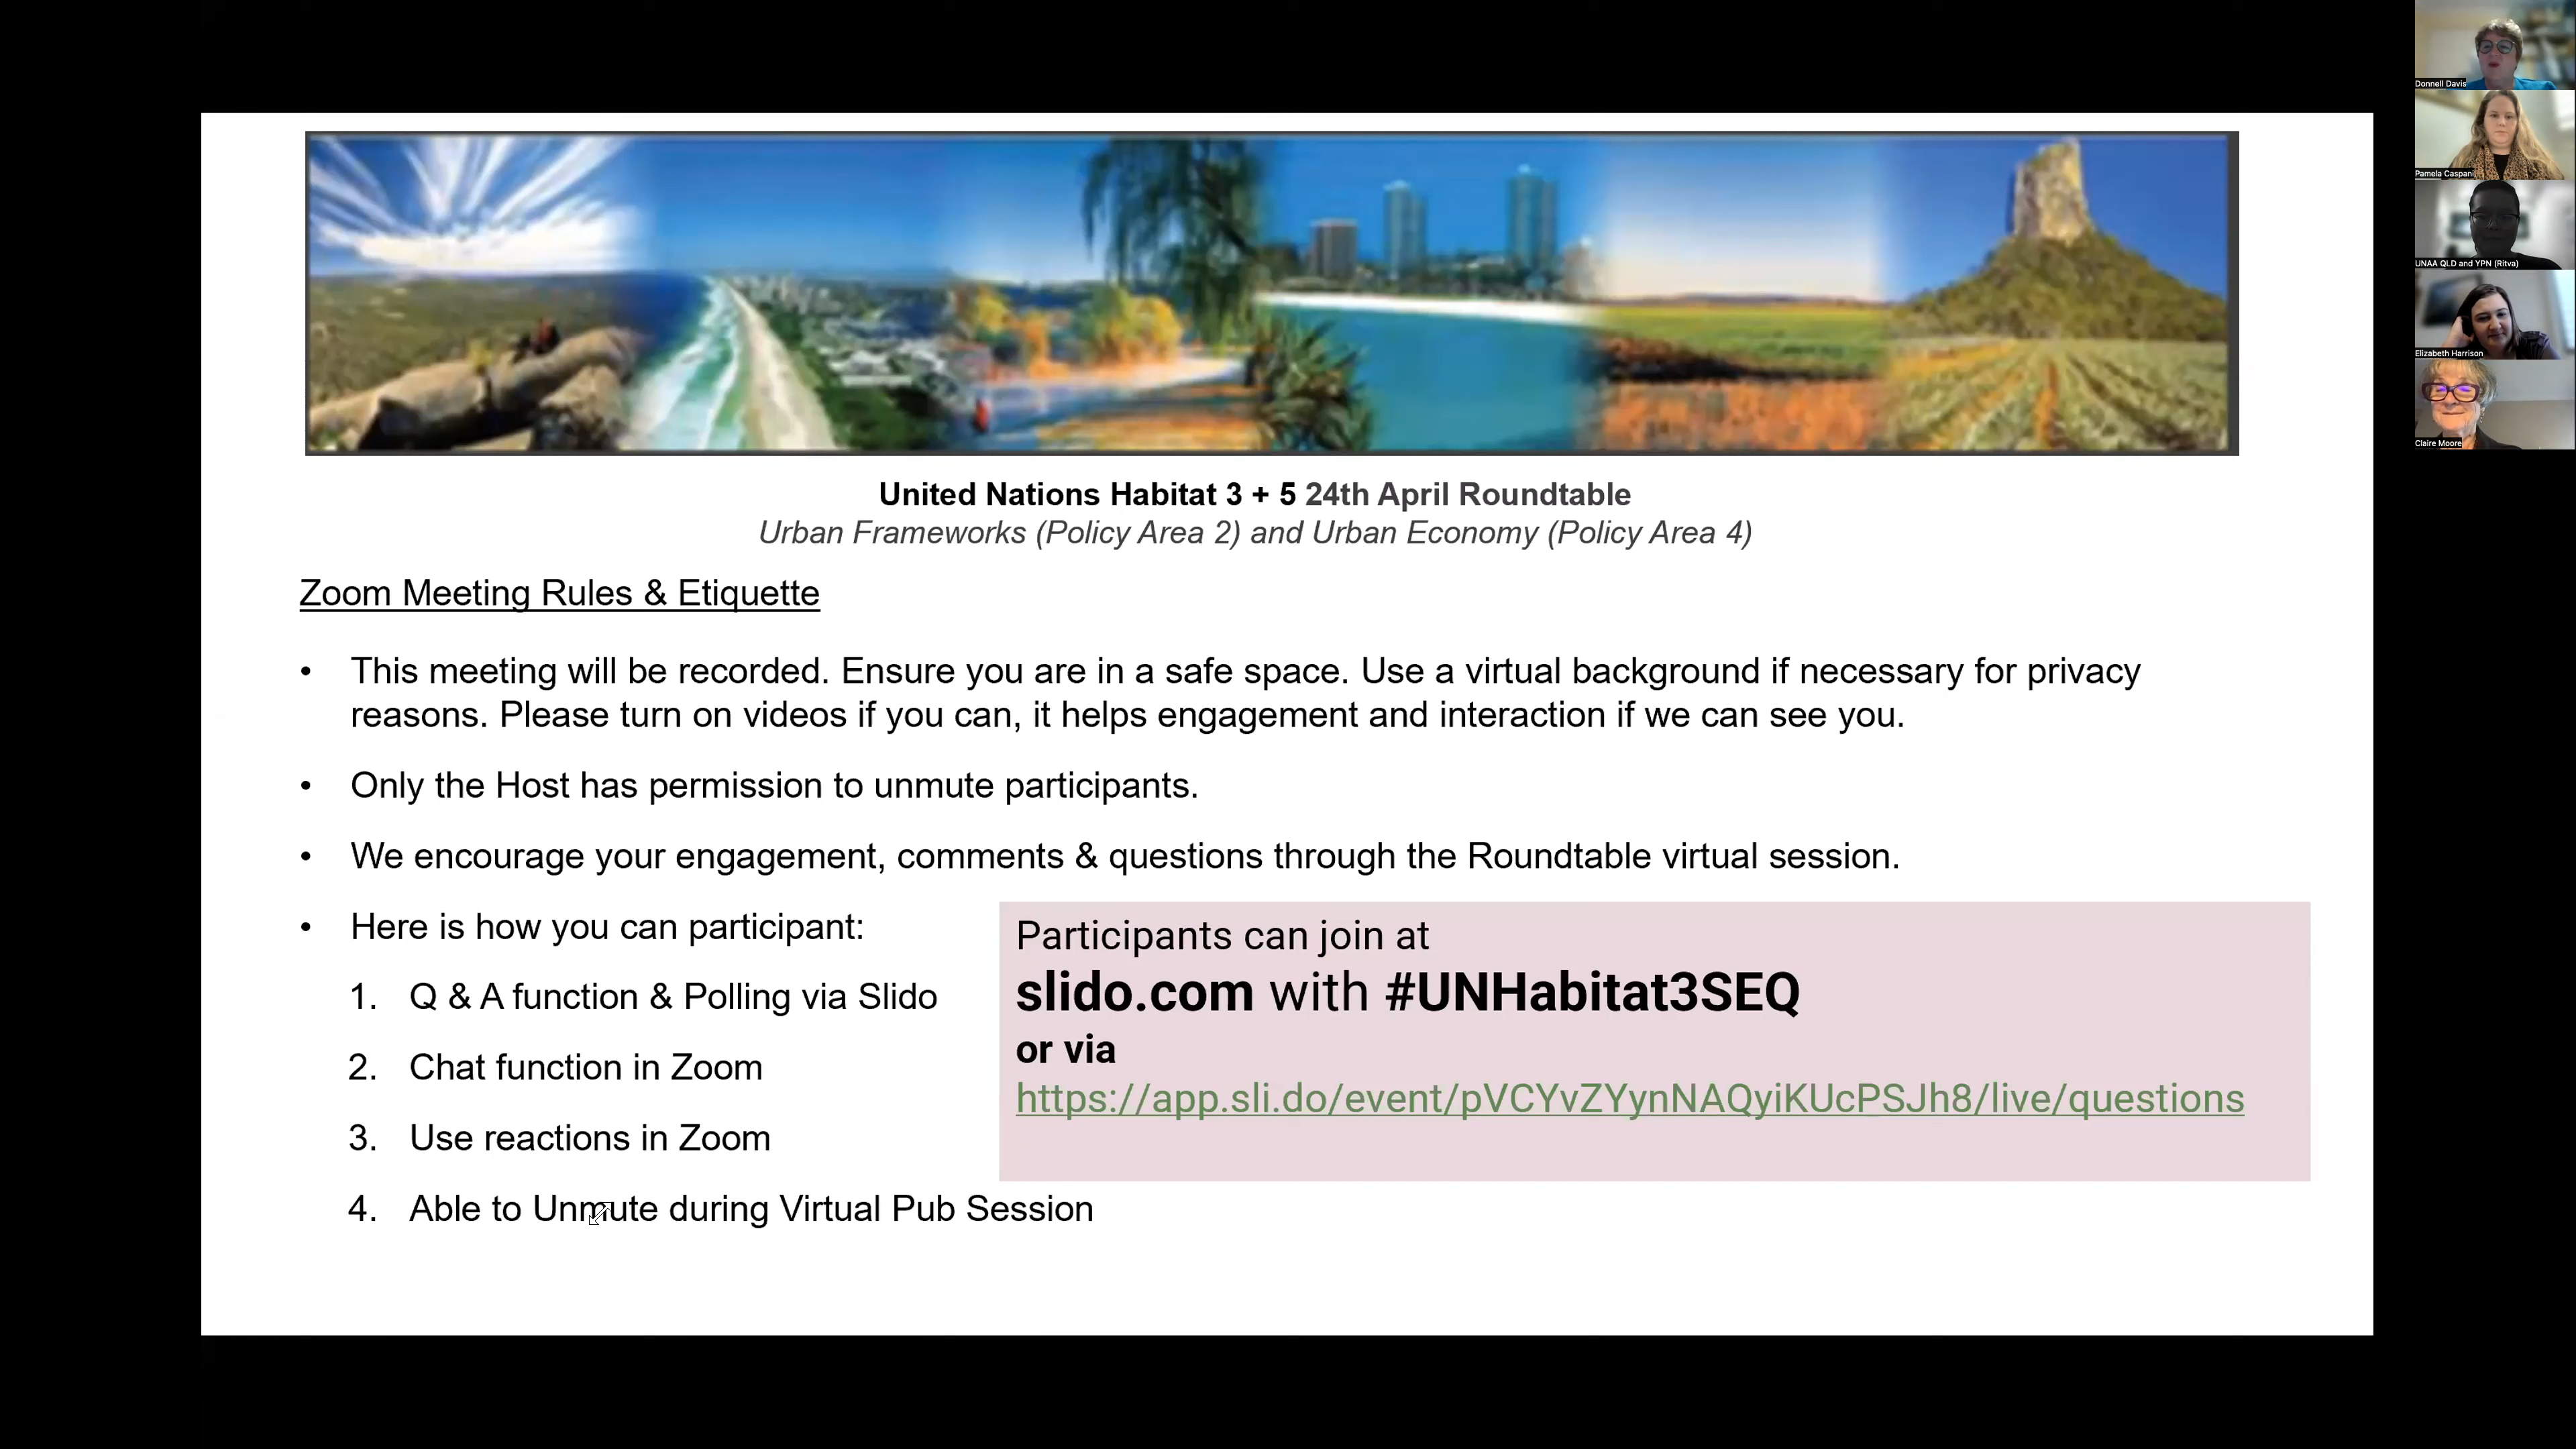 United Nations Habitat 3 + 5 24th April Roundtable
Urban Frameworks (Policy Area 2) and Urban Economy (Policy Area 4)
Zoom Meeting Rules & Etiquette
• This meeting will be recorded. Ensure you are in a safe space. Use a virtual background if necessary for privacy
reasons. Please turn on videos if you can, it helps engagement and interaction if we can see you.
• Only the Host has permission to unmute participants.
• We encourage your engagement, comments & questions through the Roundtable virtual session.
• Here is how you can participant:
1. Q & A function & Polling via Slido
2. Chat function in Zoom
3. Use reactions in Zoom
4. Able to Unmute during Virtual Pub Session
Participants can join at
slido.com with #UNHabitat3SEQ
or via
https://app.sli.do/event/pVCYvZYynNAQyiKUcPSJh8/live/questions
Donnell Davis
Pamela Caspani
UNAA QLD and YPN (Ritva)
Elizabeth Harrison
Claire Moore